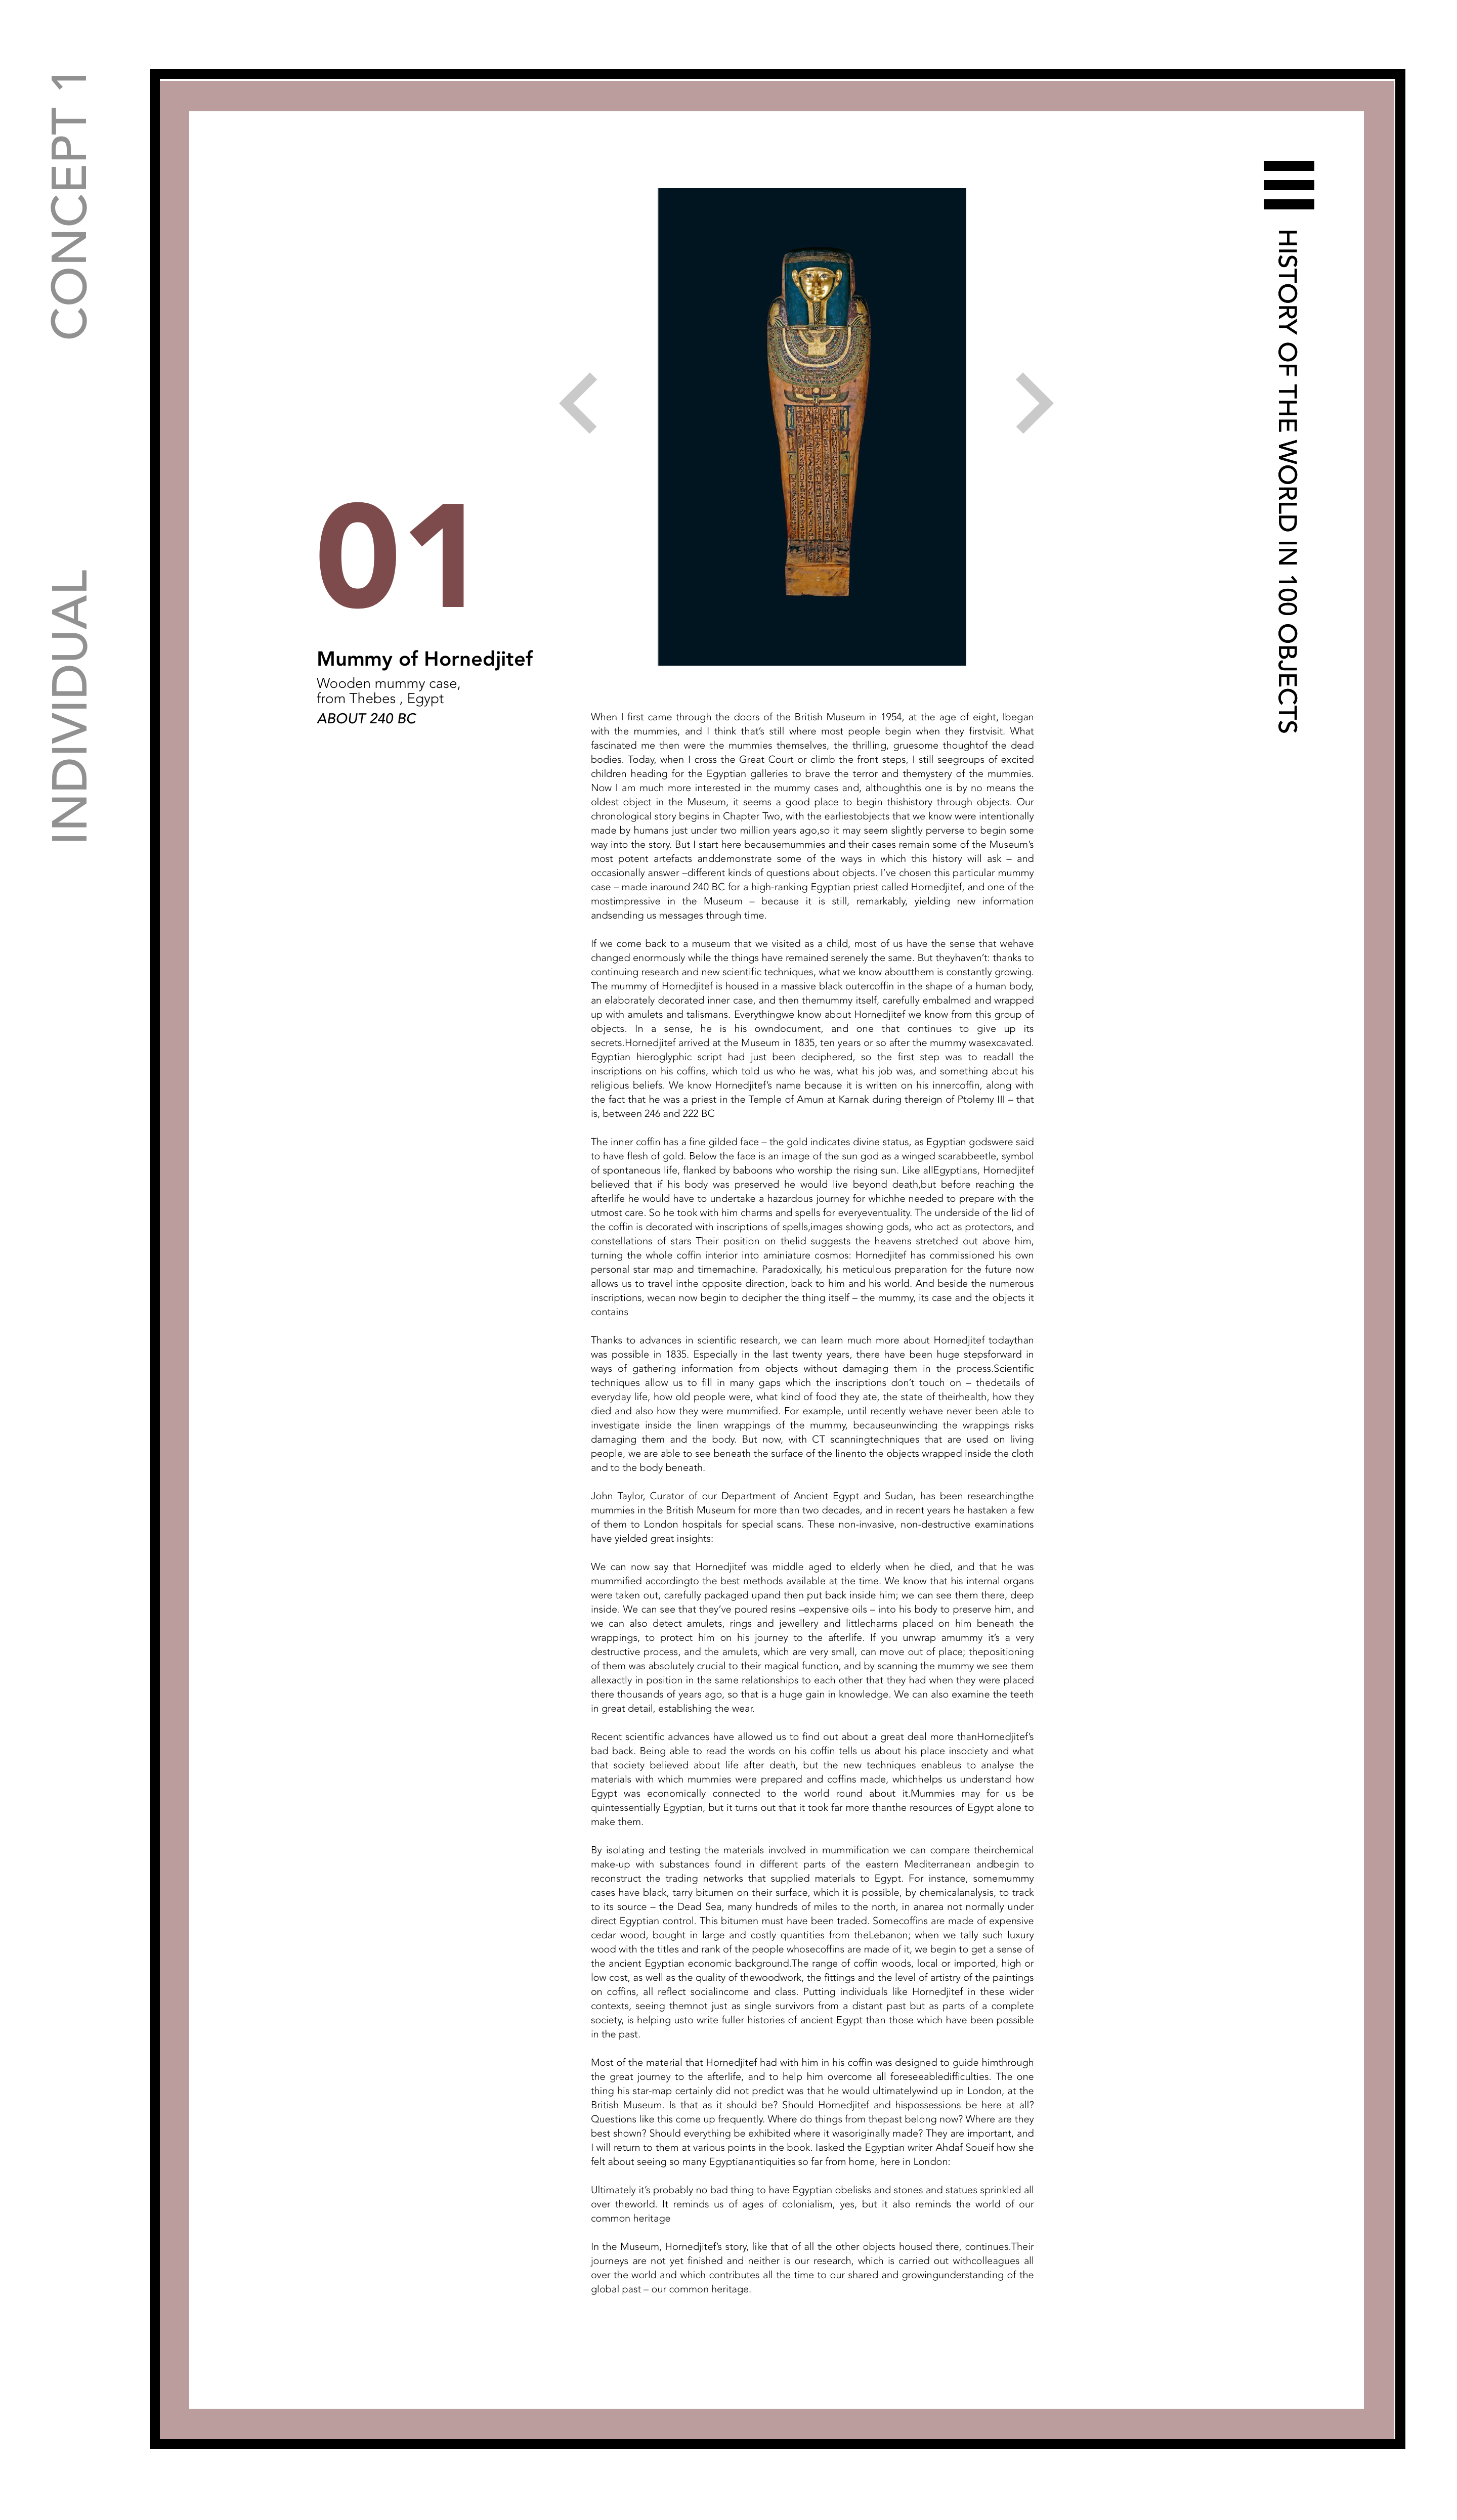 CONCEPT 1
INDIVIDUAL
HISTORY OF THE WORLD IN 100 OBJECTS
01
Mummy of Hornedjitef
Wooden mummy case,
from Thebes , Egypt
ABOUT 240 BC
When I first came through the doors of the British Museum in 1954, at the age of eight, Ibegan
with the mummies, and I think that's still where most people begin when they firstvisit. What
fascinated me then were the mummies themselves, the thrilling, gruesome thoughtof the dead
bodies. Today, when I cross the Great Court or climb the front steps, I still seegroups of excited
children heading for the Egyptian galleries to brave the terror and themystery of the mummies.
Now I am much more interested in the mummy cases and, althoughthis one is by no means the
oldest object in the Museum, it seems a good place to begin thishistory through objects. Our
chronological story begins in Chapter Two, with the earliestobjects that we know were intentionally
made by humans just under two million years ago,so it may seem slightly perverse to begin some
way into the story. But I start here becausemummies and their cases remain some of the Museum's
most potent artefacts anddemonstrate some of the ways in which this history will ask – and
occasionally answer –different kinds of questions about objects. I've chosen this particular mummy
case – made inaround 240 BC for a high-ranking Egyptian priest called Hornedjitef, and one of the
mostimpressive in the Museum – because it is still, remarkably, yielding new information
andsending us messages through time.
If we come back to a museum that we visited as a child, most of us have the sense that wehave
changed enormously while the things have remained serenely the same. But theyhaven't: thanks to
continuing research and new scientific techniques, what we know aboutthem is constantly growing.
The mummy of Hornedjitef is housed in a massive black outercoffin in the shape of a human body,
an elaborately decorated inner case, and then themummy itself, carefully embalmed and wrapped
up with amulets and talismans. Everythingwe know about Hornedjitef we know from this group of
objects. In a sense, he is his owndocument, and one that continues to give up its
secrets.Hornedjitef arrived at the Museum in 1835, ten years or so after the mummy wasexcavated.
Egyptian hieroglyphic script had just been deciphered, so the first step was to readall the
inscriptions on his coffins, which told us who he was, what his job was, and something about his
religious beliefs. We know Hornedjitef's name because it is written on his innercoffin, along with
the fact that he was a priest in the Temple of Amun at Karnak during thereign of Ptolemy III – that
is, between 246 and 222 BC
The inner coffin has a fine gilded face – the gold indicates divine status, as Egyptian godswere said
to have flesh of gold. Below the face is an image of the sun god as a winged scarabbeetle, symbol
of spontaneous life, flanked by baboons who worship the rising sun. Like allEgyptians, Hornedjitef
believed that if his body was preserved he would live beyond death,but before reaching the
afterlife he would have to undertake a hazardous journey for whichhe needed to prepare with the
utmost care. So he took with him charms and spells for everyeventuality. The underside of the lid of
the coffin is decorated with inscriptions of spells,images showing gods, who act as protectors, and
constellations of stars Their position on thelid suggests the heavens stretched out above him,
turning the whole coffin interior into aminiature cosmos: Hornedjitef has commissioned his own
personal star map and timemachine. Paradoxically, his meticulous preparation for the future now
allows us to travel inthe opposite direction, back to him and his world. And beside the numerous
inscriptions, wecan now begin to decipher the thing itself – the mummy, its case and the objects it
contains
Thanks to advances in scientific research, we can learn much more about Hornedjitef todaythan
was possible in 1835. Especially in the last twenty years, there have been huge stepsforward in
ways of gathering information from objects without damaging them in the process.Scientific
techniques allow us to fill in many gaps which the inscriptions don't touch on – thedetails of
everyday life, how old people were, what kind of food they ate, the state of theirhealth, how they
died and also how they were mummified. For example, until recently wehave never been able to
investigate inside the linen wrappings of the mummy, becauseunwinding the wrappings risks
damaging them and the body. But now, with CT scanningtechniques that are used on living
people, we are able to see beneath the surface of the linento the objects wrapped inside the cloth
and to the body beneath.
John Taylor, Curator of our Department of Ancient Egypt and Sudan, has been researchingthe
mummies in the British Museum for more than two decades, and in recent years he hastaken a few
of them to London hospitals for special scans. These non-invasive, non-destructive examinations
have yielded great insights:
We can now say that Hornedjitef was middle aged to elderly when he died, and that he was
mummified accordingto the best methods available at the time. We know that his internal organs
were taken out, carefully packaged upand then put back inside him; we can see them there, deep
inside. We can see that they've poured resins –expensive oils – into his body to preserve him, and
we can also detect amulets, rings and jewellery and littlecharms placed on him beneath the
wrappings, to protect him on his journey to the afterlife. If you unwrap amummy it's a very
destructive process, and the amulets, which are very small, can move out of place; thepositioning
of them was absolutely crucial to their magical function, and by scanning the mummy we see them
allexactly in position in the same relationships to each other that they had when they were placed
there thousands of years ago, so that is a huge gain in knowledge. We can also examine the teeth
in great detail, establishing the wear.
Recent scientific advances have allowed us to find out about a great deal more thanHornedjitef's
bad back. Being able to read the words on his coffin tells us about his place insociety and what
that society believed about life after death, but the new techniques enableus to analyse the
materials with which mummies were prepared and coffins made, whichhelps us understand how
Egypt was economically connected to the world round about it.Mummies may for us be
quintessentially Egyptian, but it turns out that it took far more thanthe resources of Egypt alone to
make them.
By isolating and testing the materials involved in mummification we can compare theirchemical
make-up with substances found in different parts of the eastern Mediterranean andbegin to
reconstruct the trading networks that supplied materials to Egypt. For instance, somemummy
cases have black, tarry bitumen on their surface, which it is possible, by chemicalanalysis, to track
to its source – the Dead Sea, many hundreds of miles to the north, in anarea not normally under
direct Egyptian control. This bitumen must have been traded. Somecoffins are made of expensive
cedar wood, bought in large and costly quantities from theLebanon; when we tally such luxury
wood with the titles and rank of the people whosecoffins are made of it, we begin to get a sense of
the ancient Egyptian economic background.The range of coffin woods, local or imported, high or
low cost, as well as the quality of thewoodwork, the fittings and the level of artistry of the paintings
on coffins, all reflect socialincome and class. Putting individuals like Hornedjitef in these wider
contexts, seeing themnot just as single survivors from a distant past but as parts of a complete
society, is helping usto write fuller histories of ancient Egypt than those which have been possible
in the past.
Most of the material that Hornedjitef had with him in his coffin was designed to guide himthrough
the great journey to the afterlife, and to help him overcome all foreseeabledifficulties. The one
thing his star-map certainly did not predict was that he would ultimatelywind up in London, at the
British Museum. Is that as it should be? Should Hornedjitef and hispossessions be here at all?
Questions like this come up frequently. Where do things from thepast belong now? Where are they
best shown? Should everything be exhibited where it wasoriginally made? They are important, and
I will return to them at various points in the book. Iasked the Egyptian writer Ahdaf Soueif how she
felt about seeing so many Egyptianantiquities so far from home, here in London:
Ultimately it's probably no bad thing to have Egyptian obelisks and stones and statues sprinkled all
over theworld. It reminds us of ages of colonialism, yes, but it also reminds the world of our
common heritage
In the Museum, Hornedjitef's story, like that of all the other objects housed there, continues.Their
journeys are not yet finished and neither is our research, which is carried out withcolleagues all
over the world and which contributes all the time to our shared and growingunderstanding of the
global past – our common heritage.